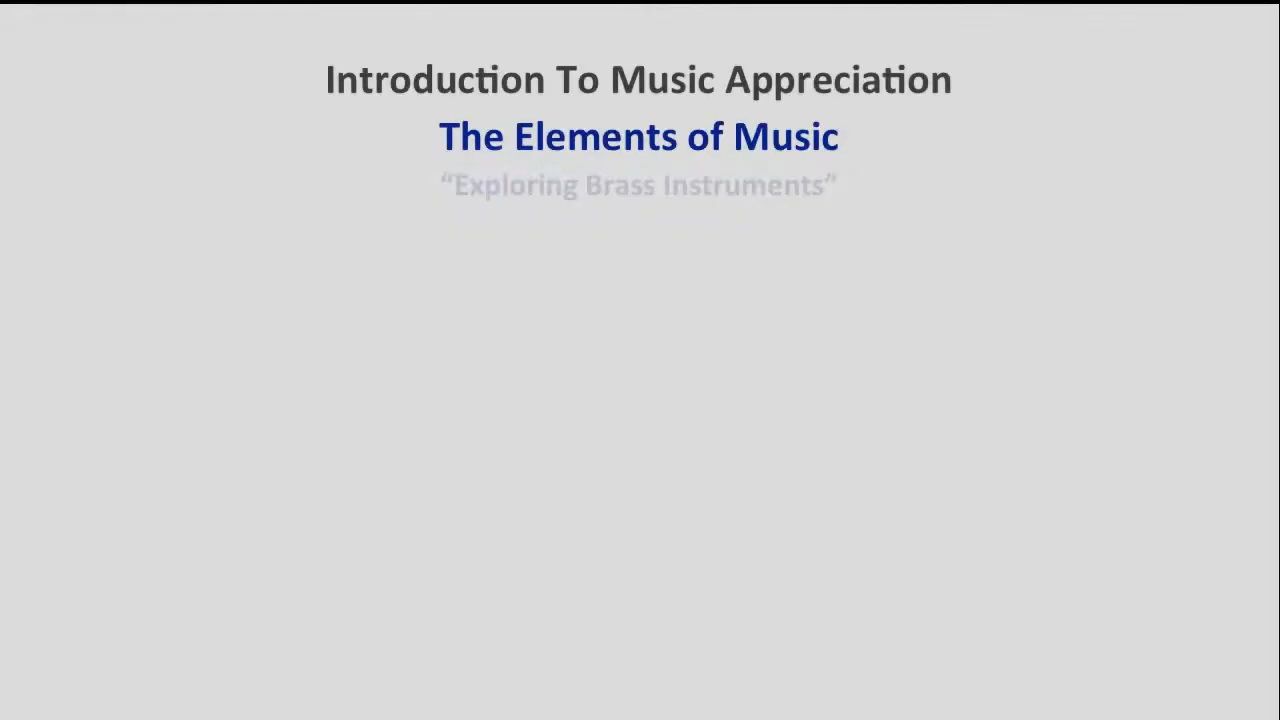 Introduction To Music Appreciation
The Elements of Music
“Exploring Brass Instruments”